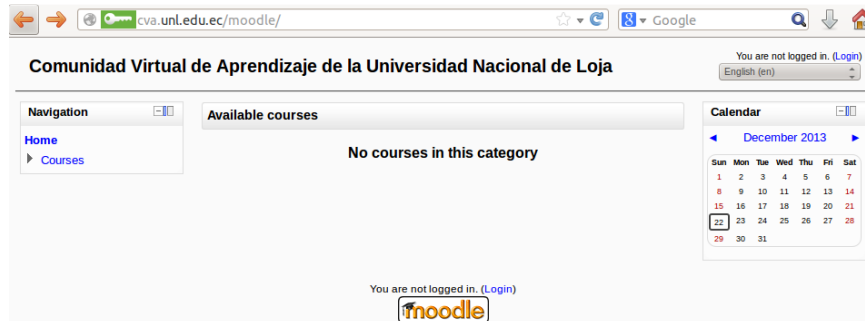 cva.unl.edu.ec/moodle/
Google
Comunidad Virtual de Aprendizaje de la Universidad Nacional de Loja
You are not logged in. (Login)
English (en)
Navigation
Home
Courses
Available courses
No courses in this category
Calendar
December 2013
Sun Mon Tue Wed Thu Fri Sat
1 2 3 4 5 6 7
8 9 10 11 12 13 14
15 16 17 18 19 20 21
22 23 24 25 26 27 28
29 30 31
You are not logged in. (Login)
moodle